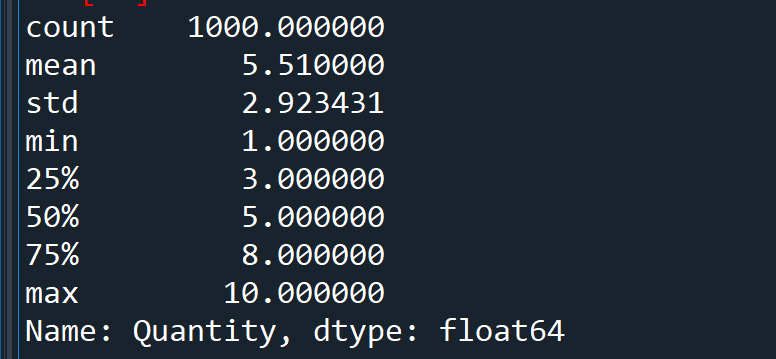 count    1000.000000
mean        5.510000
std         2.923431
min         1.000000
25%         3.000000
50%         5.000000
75%         8.000000
max        10.000000
Name: Quantity, dtype: float64